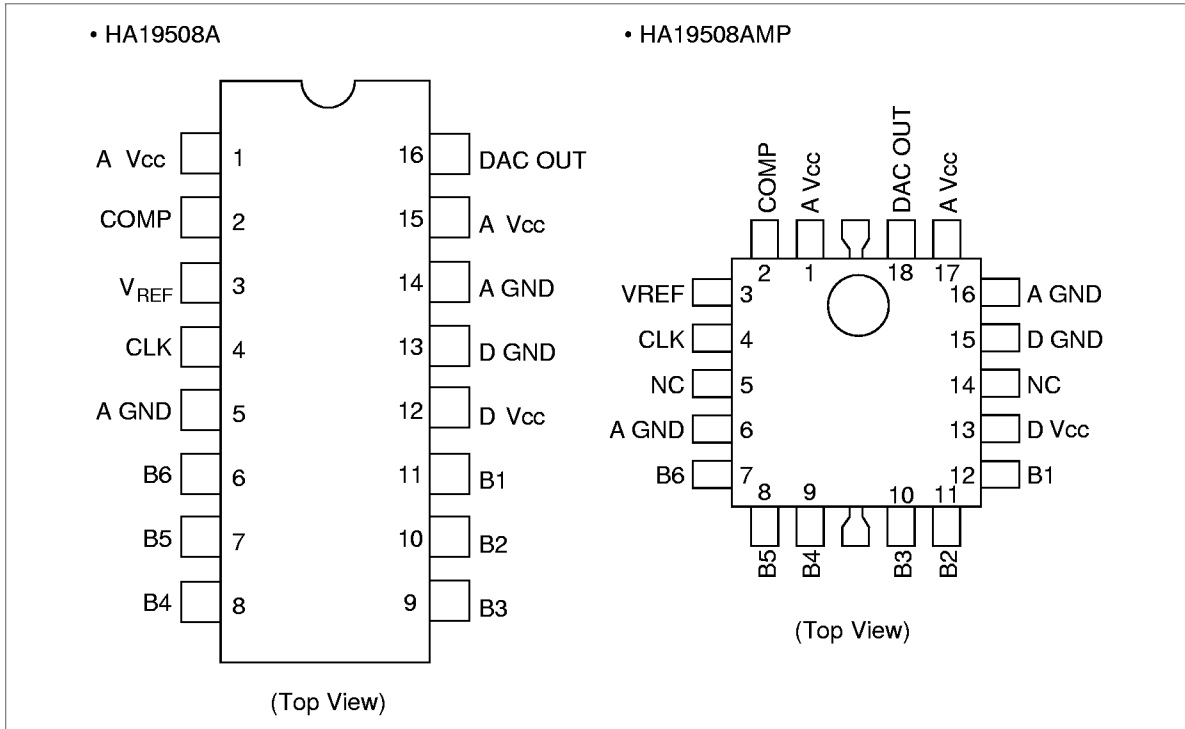 • HA19508A
A Vcc 1
COMP 2
VREF 3
CLK 4
A GND 5
B6 6
B5 7
B4 8
16 DAC OUT
15 A Vcc
14 A GND
13 D GND
12 D Vcc
11 B1
10 B2
9 B3
(Top View)
• HA19508AMP
COMP
A Vcc
DAC OUT
A Vcc
2 1 18 17
VREF 3
CLK 4
NC 5
A GND 6
B6 7
16 A GND
15 D GND
14 NC
13 D Vcc
12 B1
8 9 10 11
B5
B4
B3
B2
(Top View)